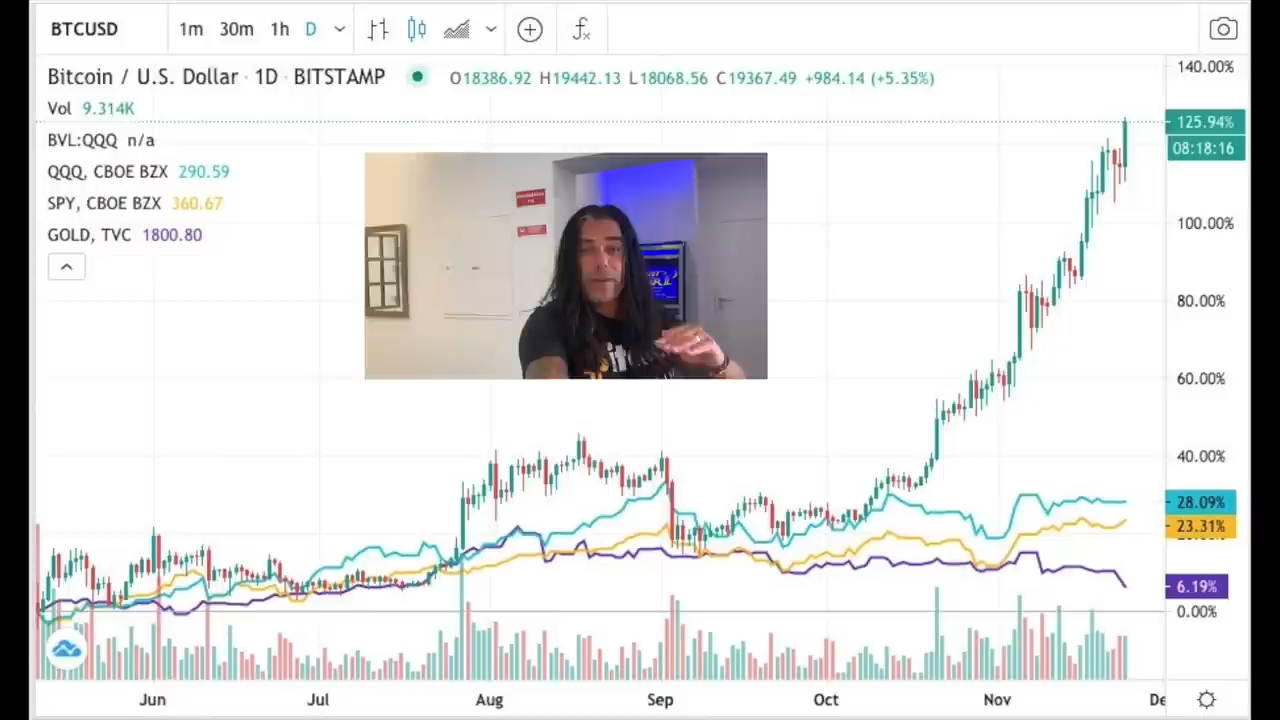 BTCUSD 1m 30m 1h D
Bitcoin / U.S. Dollar · 1D · BITSTAMP O18386.92 H19442.13 L18068.56 C19367.49 +984.14 (+5.35%)
Vol 9.314K
BVL:QQQ n/a
QQQ, CBOE BZX 290.59
SPY, CBOE BZX 360.67
GOLD, TVC 1800.80
140.00%
125.94%
08:18:16
100.00%
80.00%
60.00%
40.00%
28.09%
23.31%
6.19%
0.00%
Jun Jul Aug Sep Oct Nov De